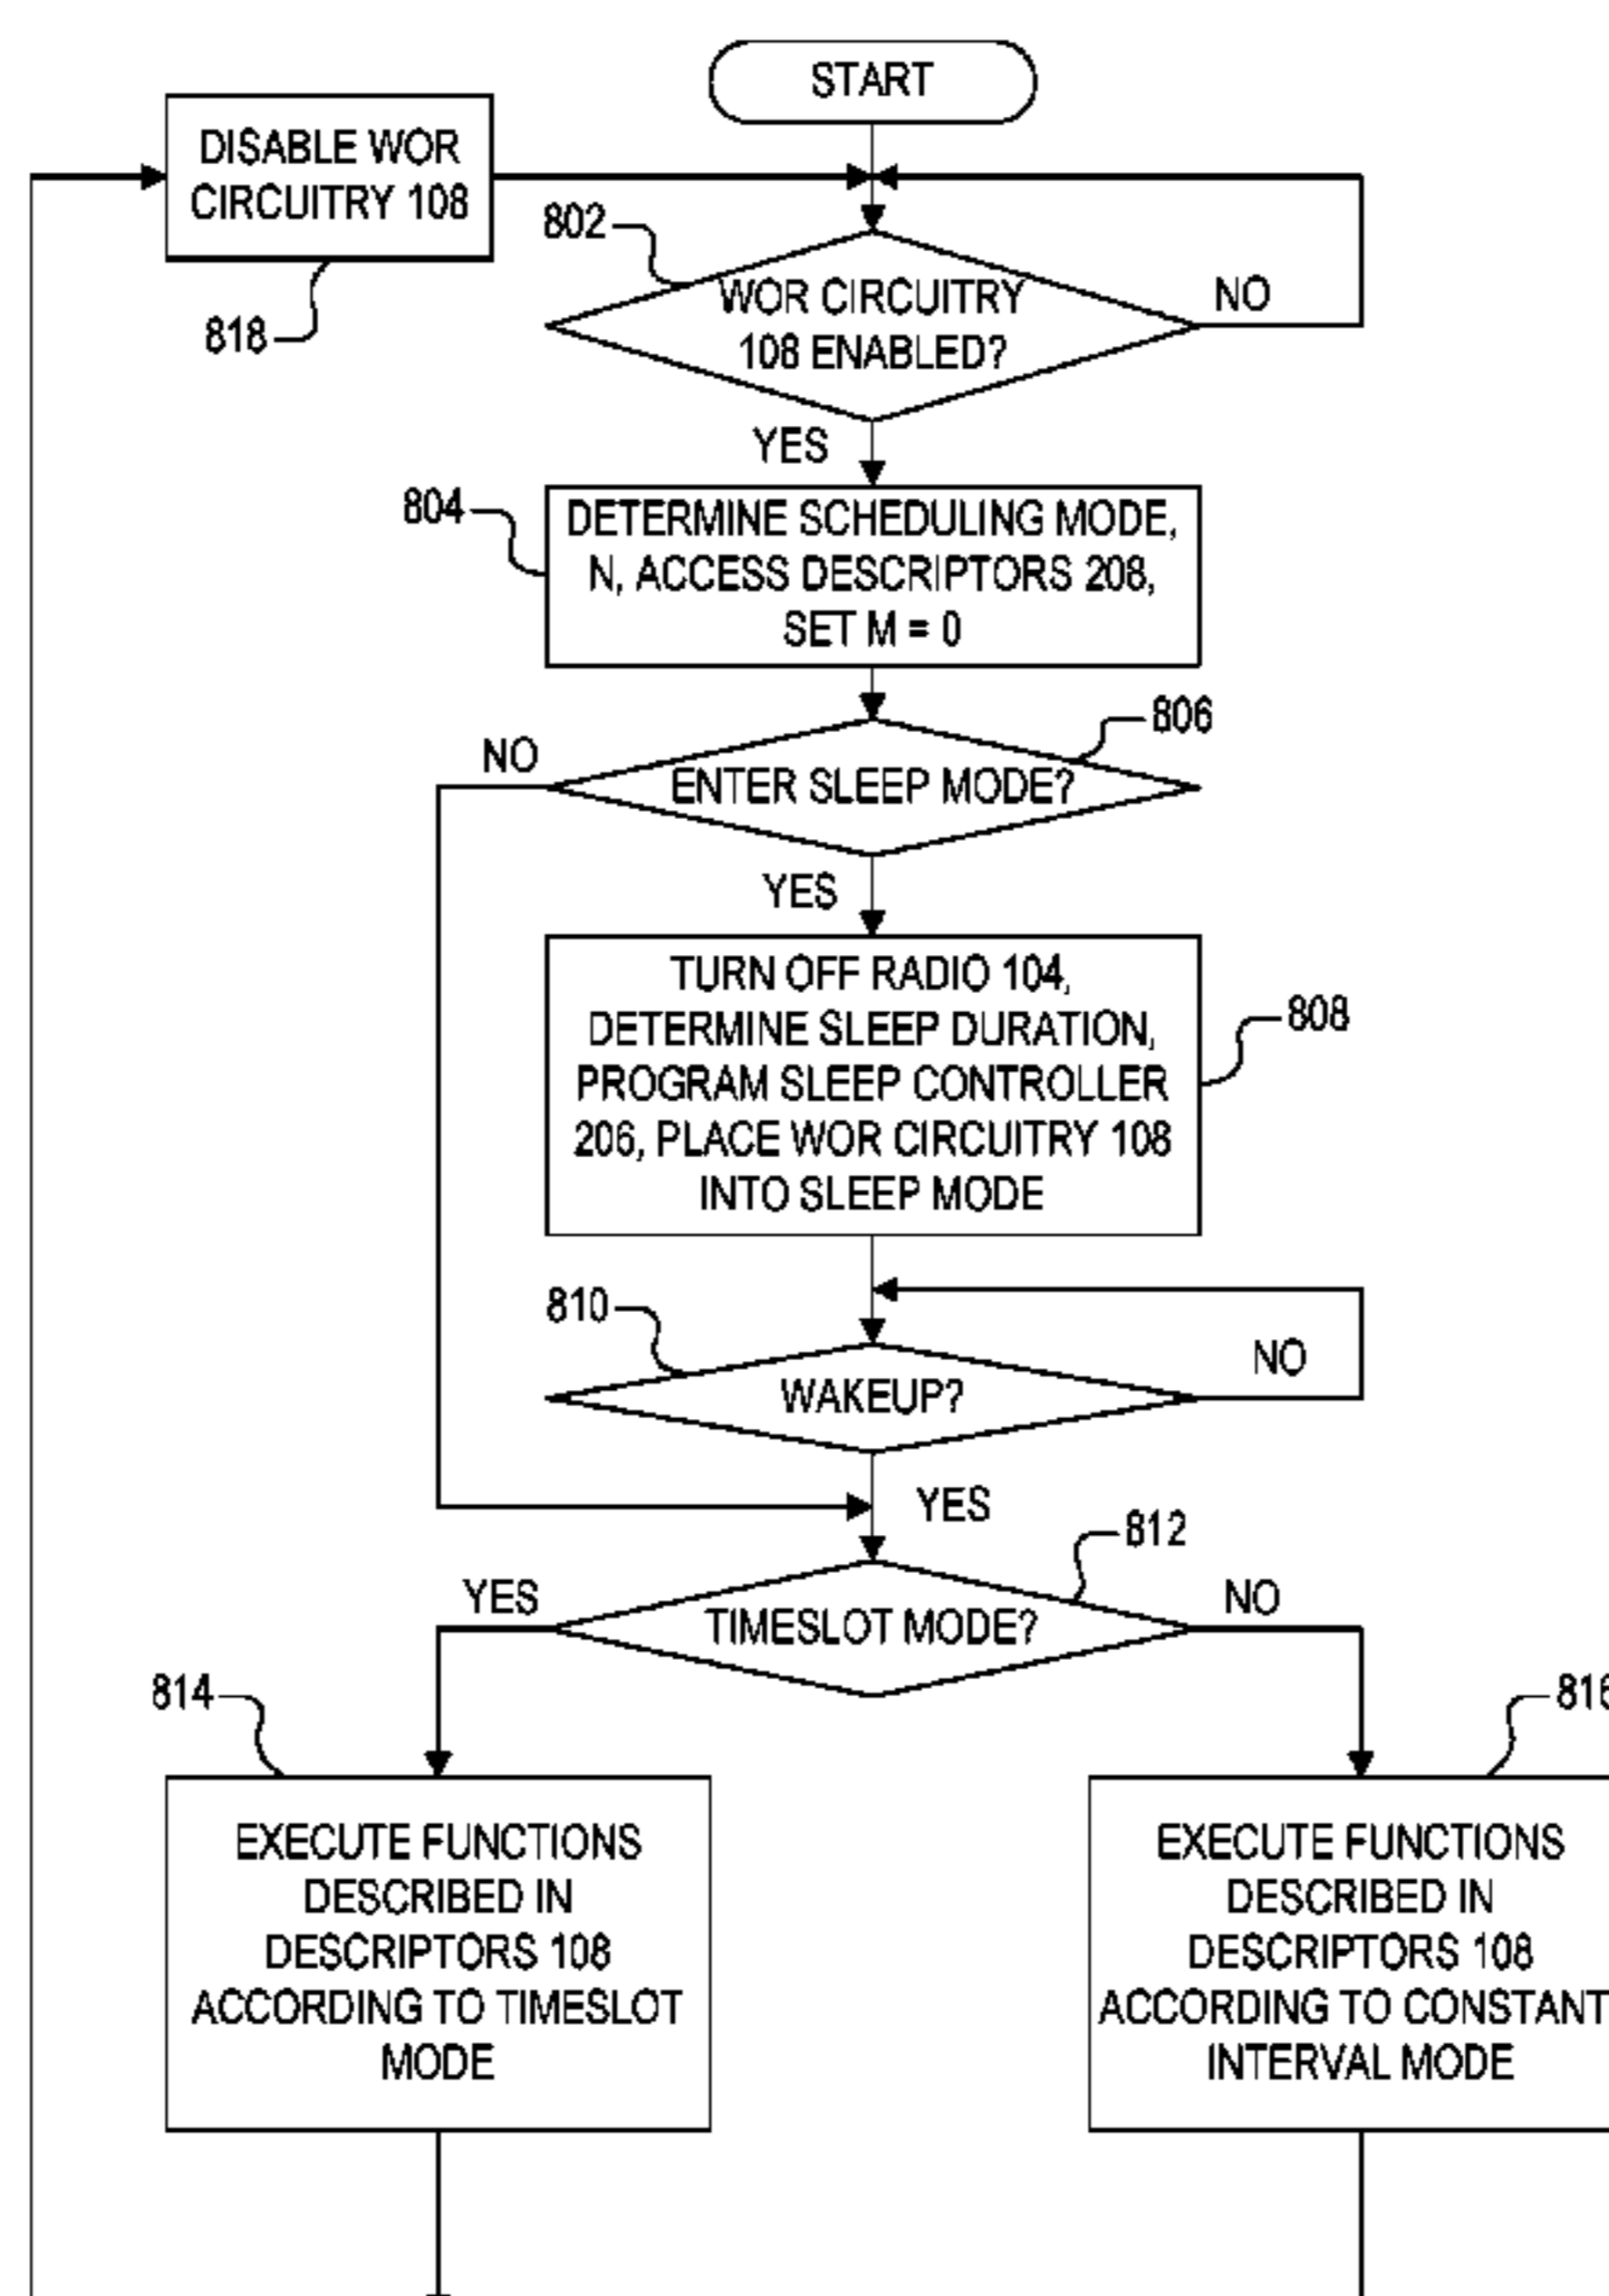 START
DISABLE WOR
CIRCUITRY 108
818
802
WOR CIRCUITRY
108 ENABLED?
NO
YES
804
DETERMINE SCHEDULING MODE,
N, ACCESS DESCRIPTORS 208,
SET M = 0
806
NO
ENTER SLEEP MODE?
YES
TURN OFF RADIO 104,
DETERMINE SLEEP DURATION,
PROGRAM SLEEP CONTROLLER
206, PLACE WOR CIRCUITRY 108
INTO SLEEP MODE
808
810
WAKEUP?
NO
YES
812
YES
TIMESLOT MODE?
NO
814
816
EXECUTE FUNCTIONS
DESCRIBED IN
DESCRIPTORS 108
ACCORDING TO TIMESLOT
MODE
EXECUTE FUNCTIONS
DESCRIBED IN
DESCRIPTORS 108
ACCORDING TO CONSTANT
INTERVAL MODE